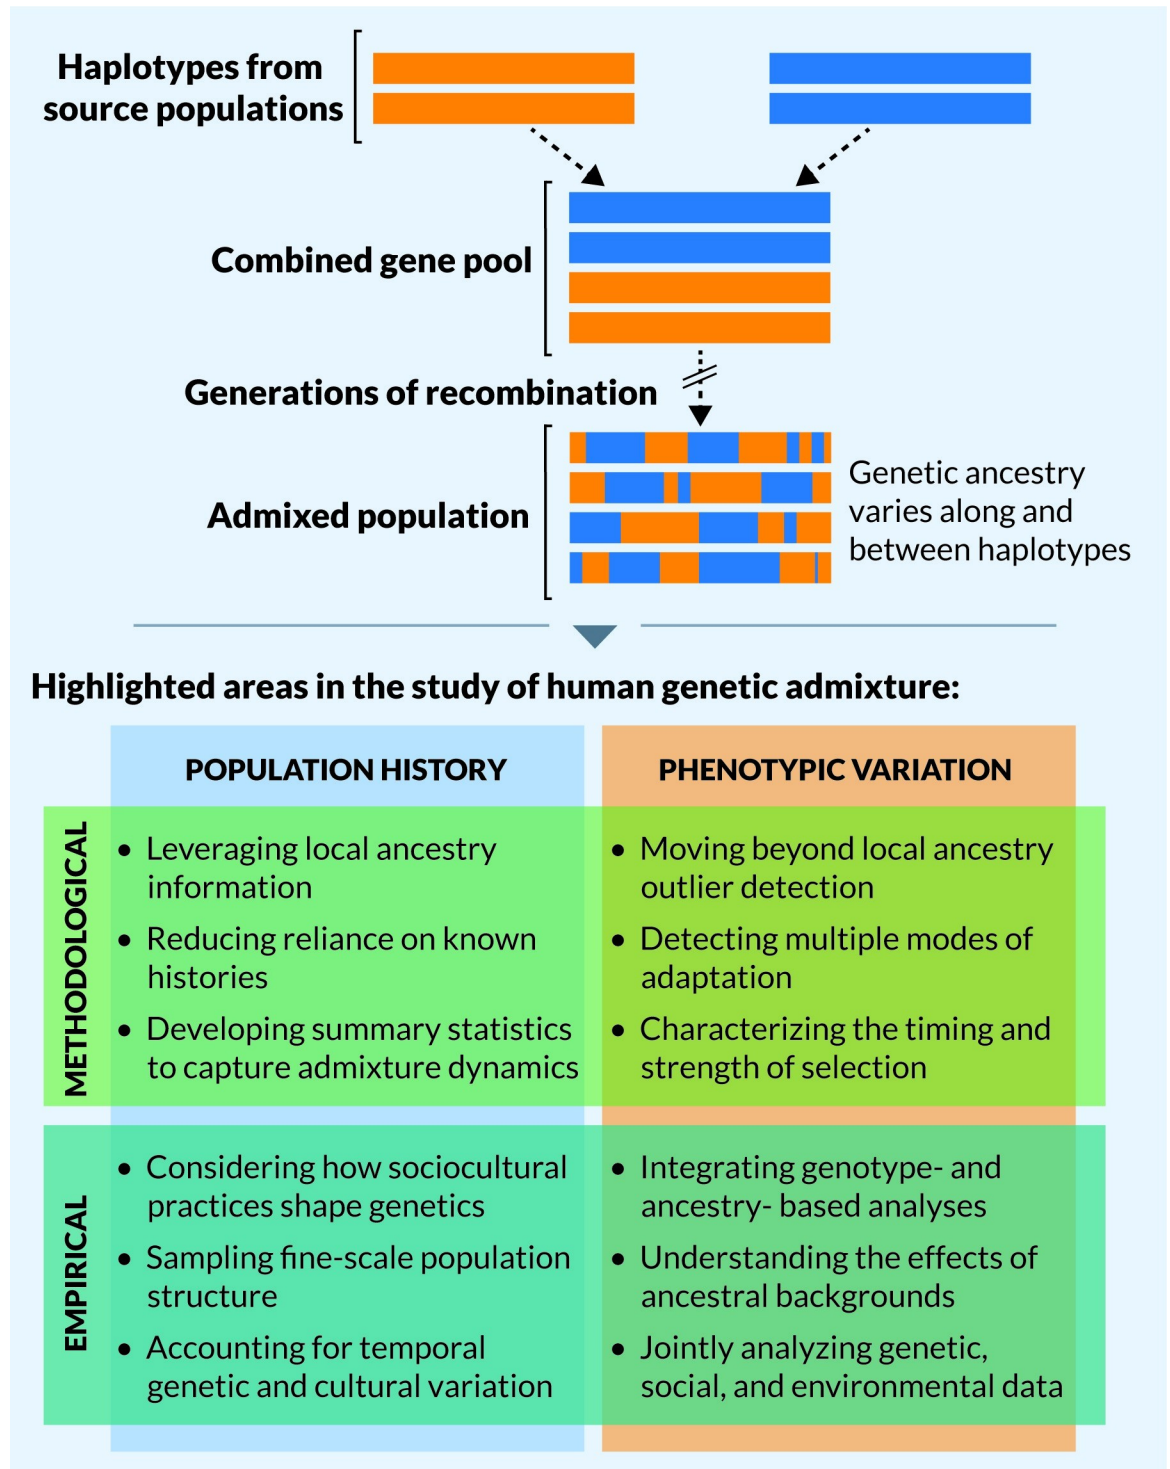 Haplotypes from
source populations
Combined gene pool
Generations of recombination
Admixed population
Genetic ancestry
varies along and
between haplotypes
Highlighted areas in the study of human genetic admixture:
POPULATION HISTORY
PHENOTYPIC VARIATION
METHODOLOGICAL
• Leveraging local ancestry
information
• Reducing reliance on known
histories
• Developing summary statistics
to capture admixture dynamics
• Moving beyond local ancestry
outlier detection
• Detecting multiple modes of
adaptation
• Characterizing the timing and
strength of selection
EMPIRICAL
• Considering how sociocultural
practices shape genetics
• Sampling fine-scale population
structure
• Accounting for temporal
genetic and cultural variation
• Integrating genotype- and
ancestry- based analyses
• Understanding the effects of
ancestral backgrounds
• Jointly analyzing genetic,
social, and environmental data